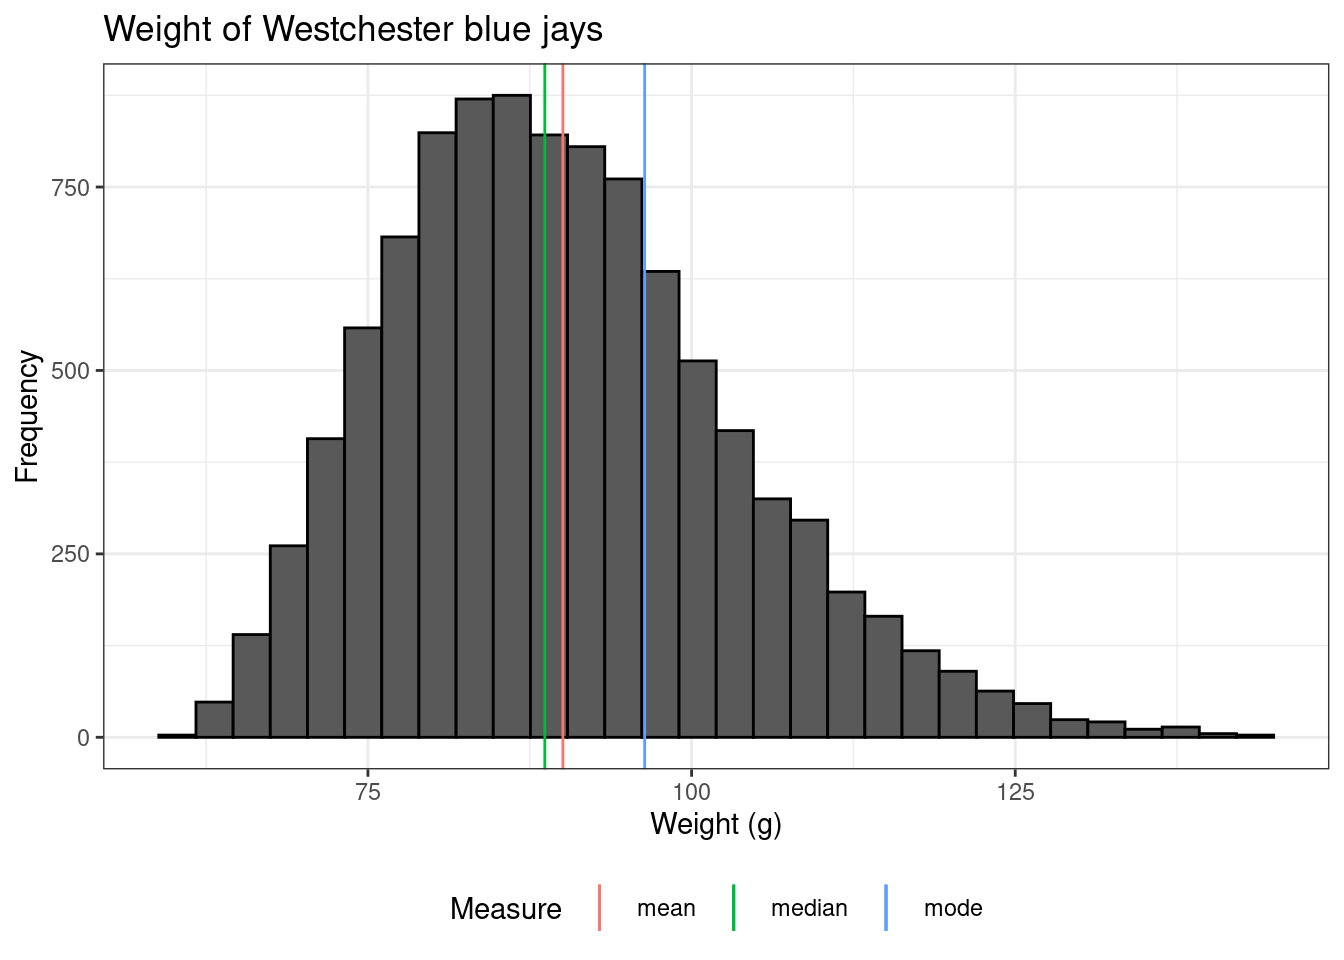 Weight of Westchester blue jays
Frequency
750
500
250
0
75 100 125
Weight (g)
Measure mean median mode